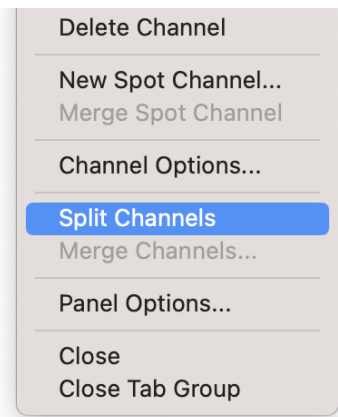 Delete Channel
New Spot Channel...
Merge Spot Channel
Channel Options...
Split Channels
Merge Channels...
Panel Options...
Close
Close Tab Group